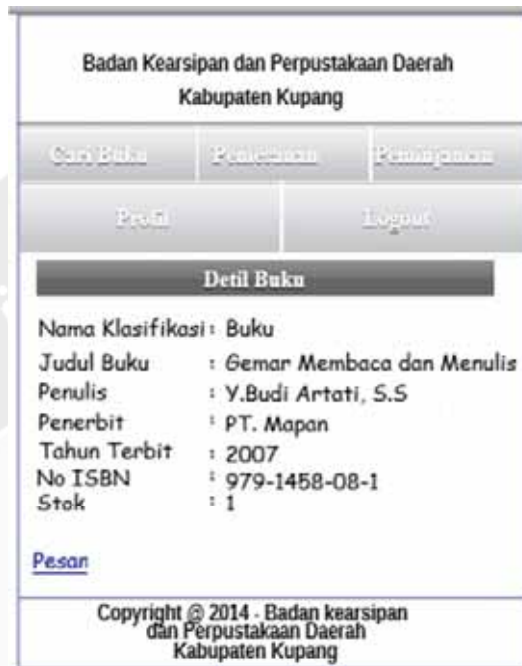 Badan Kearsipan dan Perpustakaan Daerah
Kabupaten Kupang
Cari Buku Pemesanan Peminjaman
Profil Logout
Detil Buku
Nama Klasifikasi : Buku
Judul Buku : Gemar Membaca dan Menulis
Penulis : Y.Budi Artati, S.S
Penerbit : PT. Mapan
Tahun Terbit : 2007
No ISBN : 979-1458-08-1
Stok : 1
Pesan
Copyright @ 2014 - Badan kearsipan
dan Perpustakaan Daerah
Kabupaten Kupang